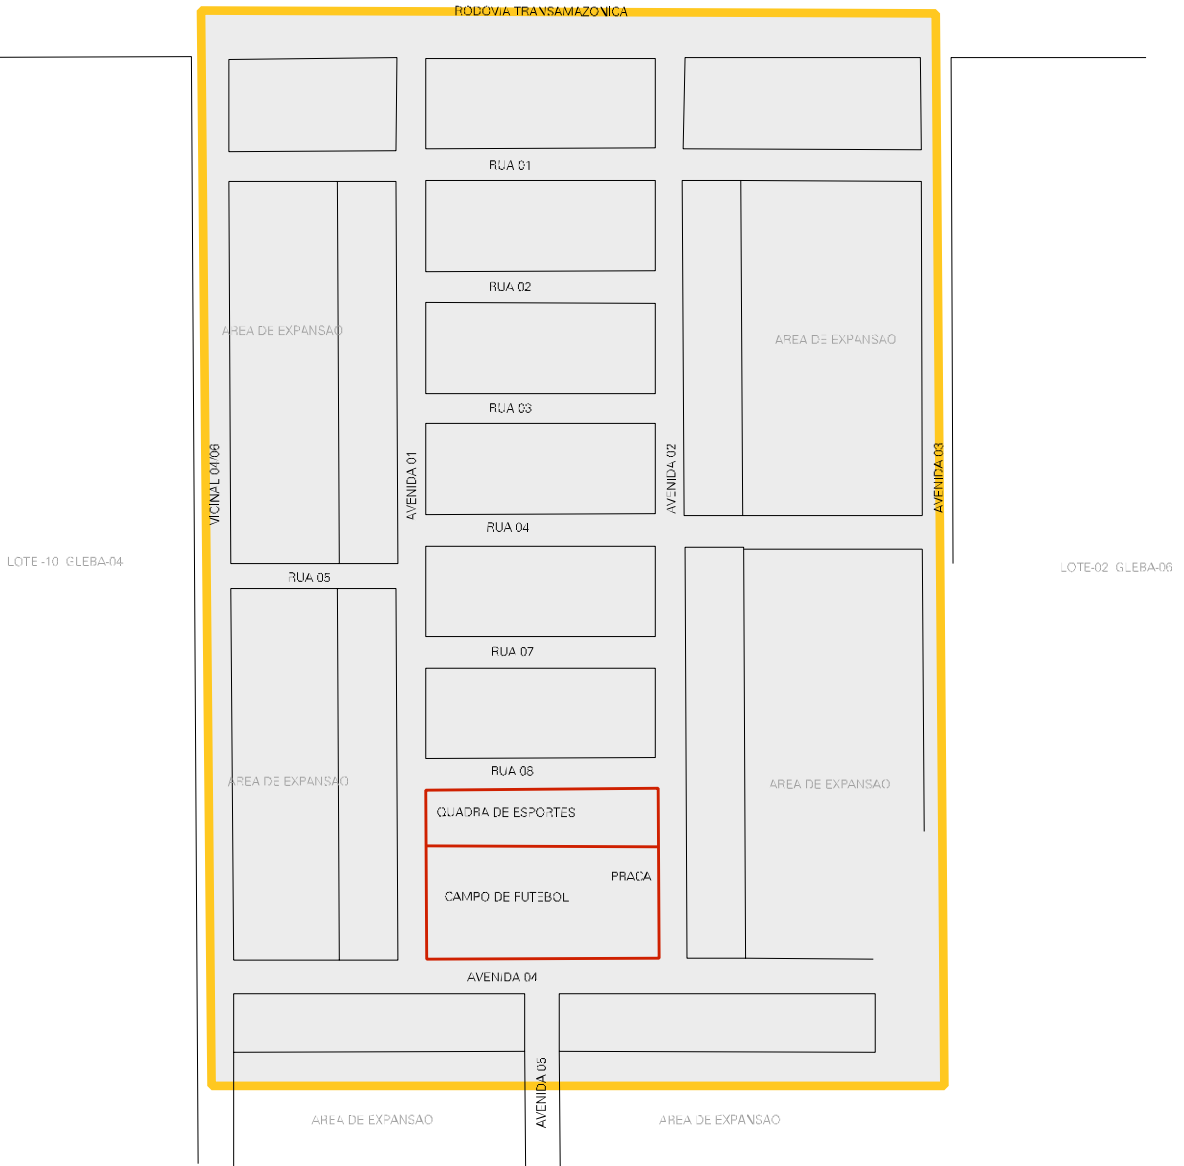 RODOVIA TRANSAMAZONICA
RUA 01
RUA 02
AREA DE EXPANSAO
AREA DE EXPANSAO
RUA 03
VICINAL 04/06
AVENIDA 01
AVENIDA 02
AVENIDA 03
RUA 04
LOTE-10 GLEBA-04
RUA 05
LOTE-02 GLEBA-06
RUA 07
RUA 08
AREA DE EXPANSAO
AREA DE EXPANSAO
QUADRA DE ESPORTES
PRACA
CAMPO DE FUTEBOL
AVENIDA 04
AVENIDA 05
AREA DE EXPANSAO
AREA DE EXPANSAO